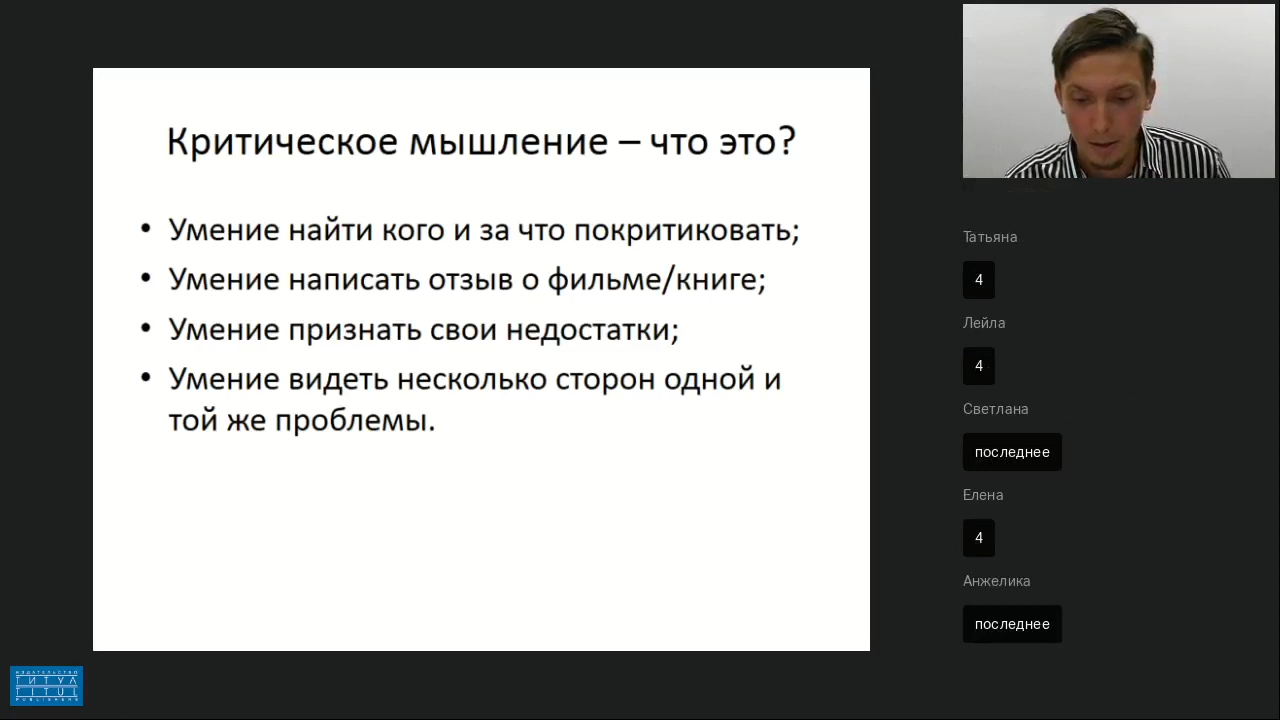 Критическое мышление – что это?
• Умение найти кого и за что покритиковать;
• Умение написать отзыв о фильме/книге;
• Умение признать свои недостатки;
• Умение видеть несколько сторон одной и
той же проблемы.
Татьяна
4
Лейла
4
Светлана
последнее
Елена
4
Анжелика
последнее
ИЗДАТЕЛЬСТВО
ТИТУЛ
TITUL
PUBLISHERS